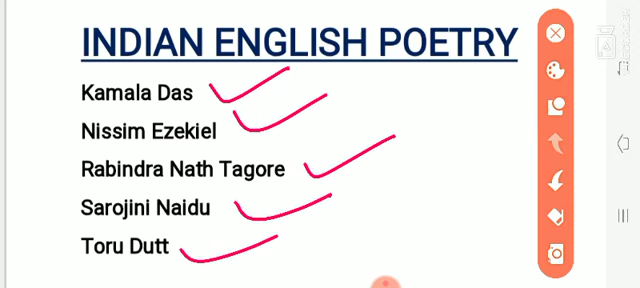 INDIAN ENGLISH POETRY
Kamala Das
Nissim Ezekiel
Rabindra Nath Tagore
Sarojini Naidu
Toru Dutt